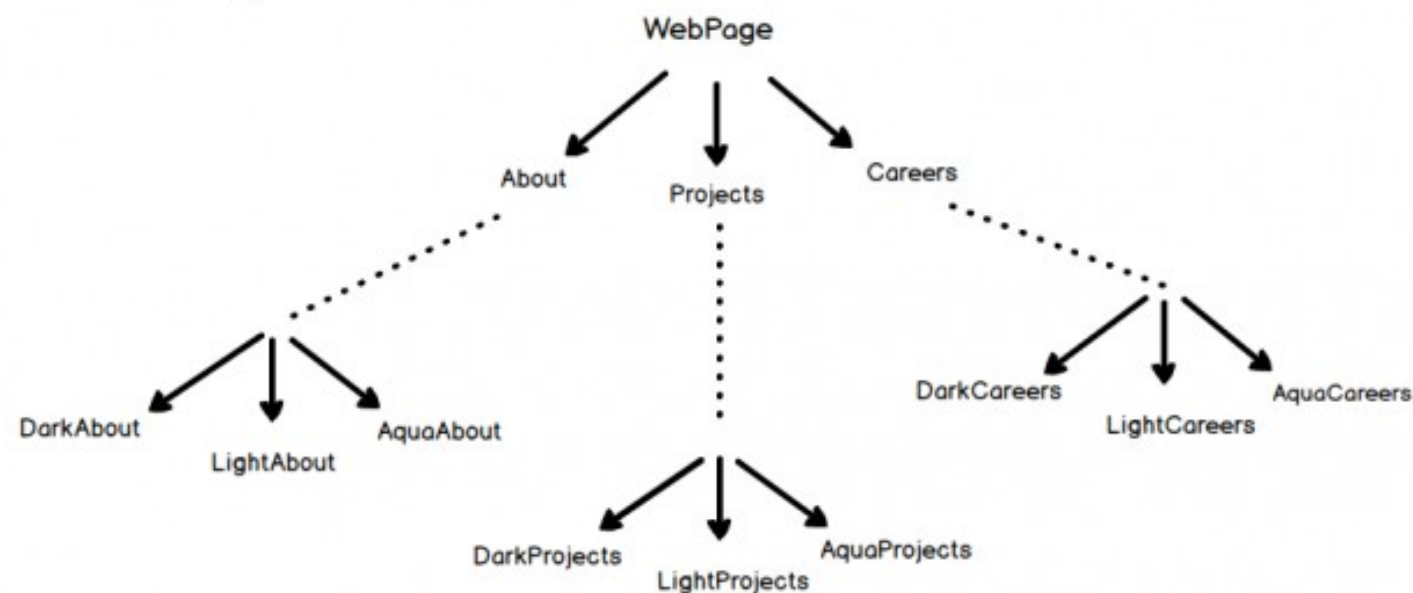 WebPage
About
Projects
Careers
DarkAbout
LightAbout
AquaAbout
DarkProjects
LightProjects
AquaProjects
DarkCareers
LightCareers
AquaCareers